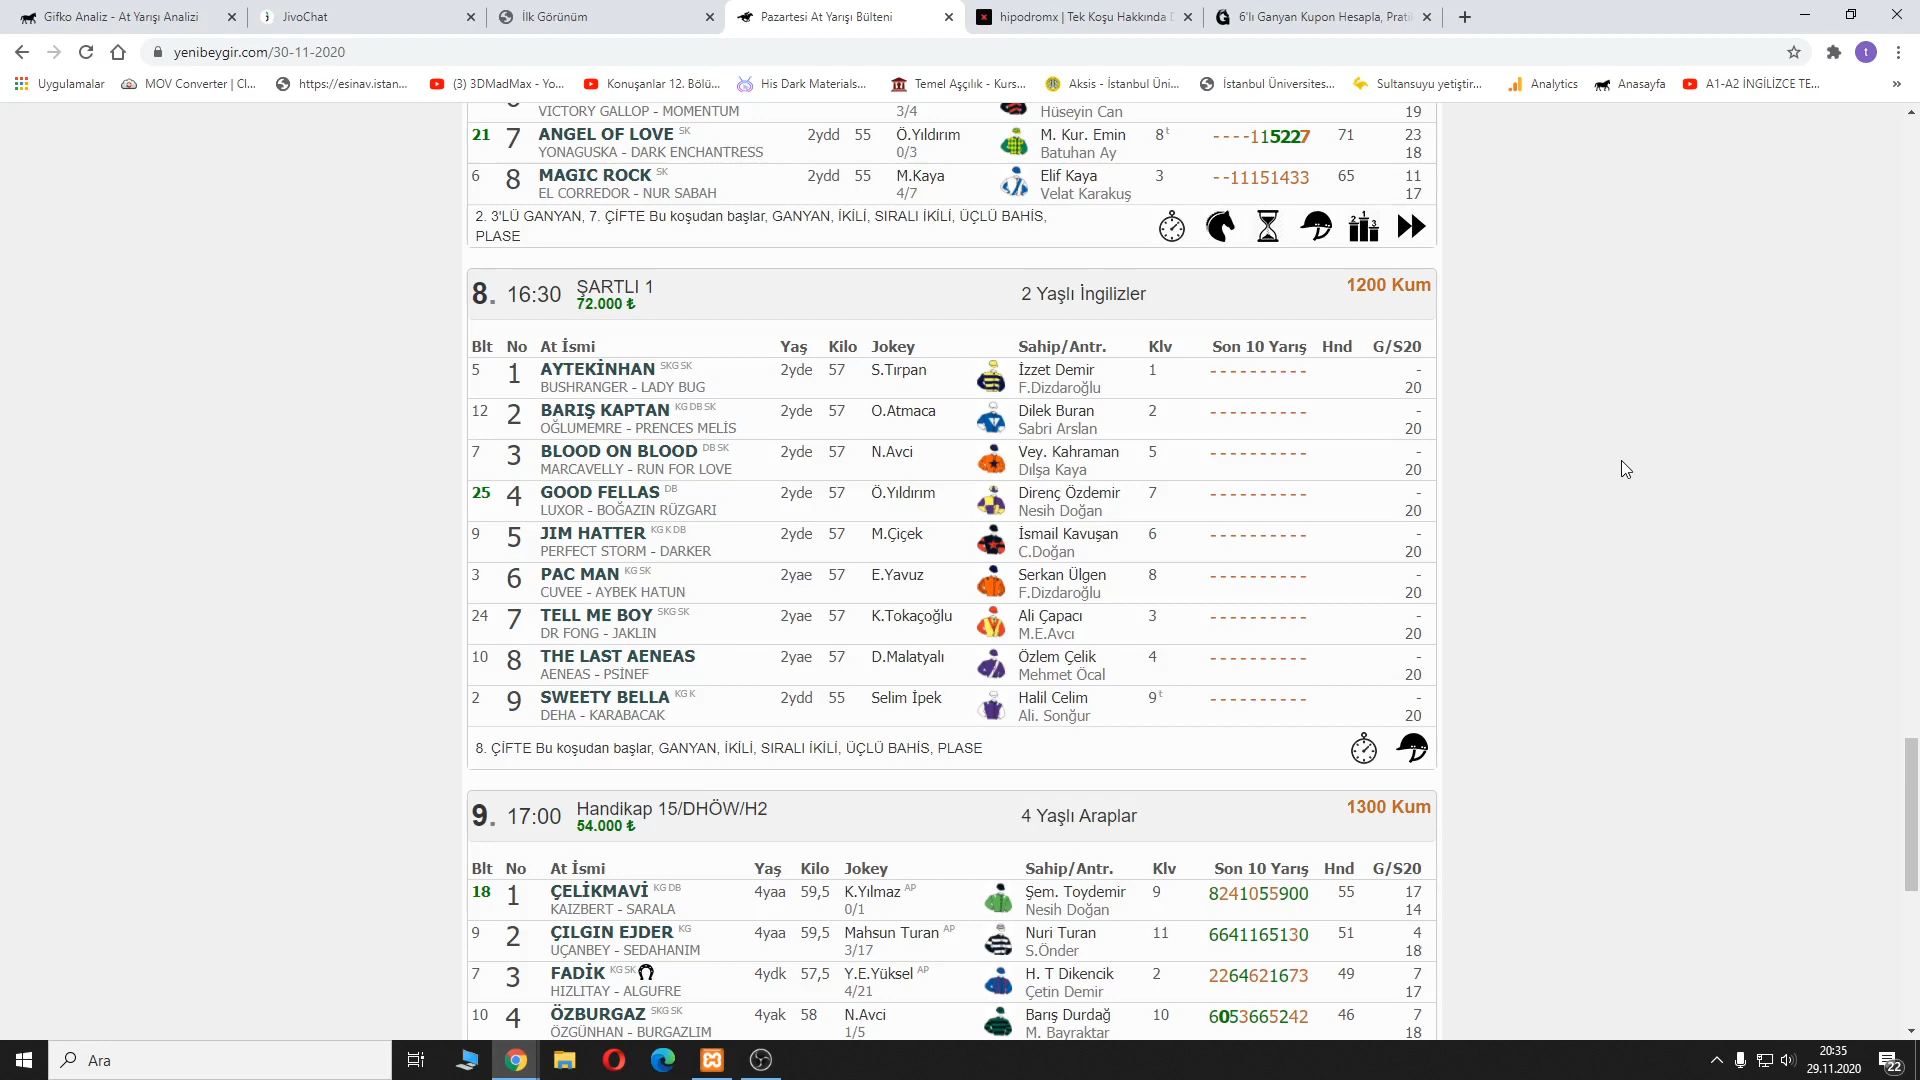 Gifko Analiz - At Yarışı Analizi
JivoChat
İlk Görünüm
Pazartesi At Yarışı Bülteni
hipodromx | Tek Koşu Hakkında
6'lı Ganyan Kupon Hesapla, Prati
yenibeygir.com/30-11-2020
t
Uygulamalar
MOV Converter | Cl...
https://esinav.istan...
(3) 3DMadMax - Yo...
Konuşanlar 12. Bölü...
His Dark Materials...
Temel Aşçılık - Kurs...
Aksis - İstanbul Üni...
İstanbul Üniversites...
Sultansuyu yetiştir...
Analytics
Anasayfa
A1-A2 İNGİLİZCE TE...
»
VICTORY GALLOP - MOMENTUM 3/4 Hüseyin Can 19
21 7 ANGEL OF LOVE SK 2ydd 55 Ö.Yıldırım M. Kur. Emin 8 t ----115227 71 23
YONAGUSKA - DARK ENCHANTRESS 0/3 Batuhan Ay 18
6 8 MAGIC ROCK SK 2ydd 55 M.Kaya Elif Kaya 3 --11151433 65 11
EL CORREDOR - NUR SABAH 4/7 Velat Karakuş 17
2. 3'LÜ GANYAN, 7. ÇİFTE Bu koşudan başlar, GANYAN, İKİLİ, SIRALI İKİLİ, ÜÇLÜ BAHİS,
PLASE
8. 16:30 ŞARTLI 1 2 Yaşlı İngilizler 1200 Kum
72.000 ₺
Blt No At İsmi Yaş Kilo Jokey Sahip/Antr. Klv Son 10 Yarış Hnd G/S20
5 1 AYTEKİNHAN SKG SK 2yde 57 S.Tırpan İzzet Demir 1 ---------- -
BUSHRANGER - LADY BUG F.Dizdaroğlu 20
12 2 BARIŞ KAPTAN KG DB SK 2yde 57 O.Atmaca Dilek Buran 2 ---------- -
OĞLUMEMRE - PRENCES MELİS Sabri Arslan 20
7 3 BLOOD ON BLOOD DB SK 2yde 57 N.Avci Vey. Kahraman 5 ---------- -
MARCAVELLY - RUN FOR LOVE Dılşa Kaya 20
25 4 GOOD FELLAS DB 2yde 57 Ö.Yıldırım Direnç Özdemir 7 ---------- -
LUXOR - BOĞAZIN RÜZGARI Nesih Doğan 20
9 5 JIM HATTER KG K DB 2yde 57 M.Çiçek İsmail Kavuşan 6 ---------- -
PERFECT STORM - DARKER C.Doğan 20
3 6 PAC MAN KG SK 2yae 57 E.Yavuz Serkan Ülgen 8 ---------- -
CUVEE - AYBEK HATUN F.Dizdaroğlu 20
24 7 TELL ME BOY SKG SK 2yae 57 K.Tokaçoğlu Ali Çapacı 3 ---------- -
DR FONG - JAKLIN M.E.Avcı 20
10 8 THE LAST AENEAS 2yae 57 D.Malatyalı Özlem Çelik 4 ---------- -
AENEAS - PSİNEF Mehmet Öcal 20
2 9 SWEETY BELLA KG K 2ydd 55 Selim İpek Halil Celim 9 t ---------- -
DEHA - KARABACAK Ali. Sonğur 20
8. ÇİFTE Bu koşudan başlar, GANYAN, İKİLİ, SIRALI İKİLİ, ÜÇLÜ BAHİS, PLASE
9. 17:00 Handikap 15/DHÖW/H2 4 Yaşlı Araplar 1300 Kum
54.000 ₺
Blt No At İsmi Yaş Kilo Jokey Sahip/Antr. Klv Son 10 Yarış Hnd G/S20
18 1 ÇELİKMAVİ KG DB 4yaa 59,5 K.Yılmaz AP Şem. Toydemir 9 8241055900 55 17
KAIZBERT - SARALA 0/1 Nesih Doğan 14
9 2 ÇILGIN EJDER KG 4yaa 59,5 Mahsun Turan AP Nuri Turan 11 6641165130 51 4
UÇANBEY - SEDAHANIM 3/17 S.Önder 18
7 3 FADİK KG SK 4ydk 57,5 Y.E.Yüksel AP H. T Dikencik 2 2264621673 49 7
HIZLITAY - ALGUFRE 4/21 Çetin Demir 17
10 4 ÖZBURGAZ SKG SK 4yak 58 N.Avci Barış Durdağ 10 6053665242 46 7
ÖZGÜNHAN - BURGAZLIM 1/5 M. Bayraktar 18
Ara
20:35
29.11.2020
22